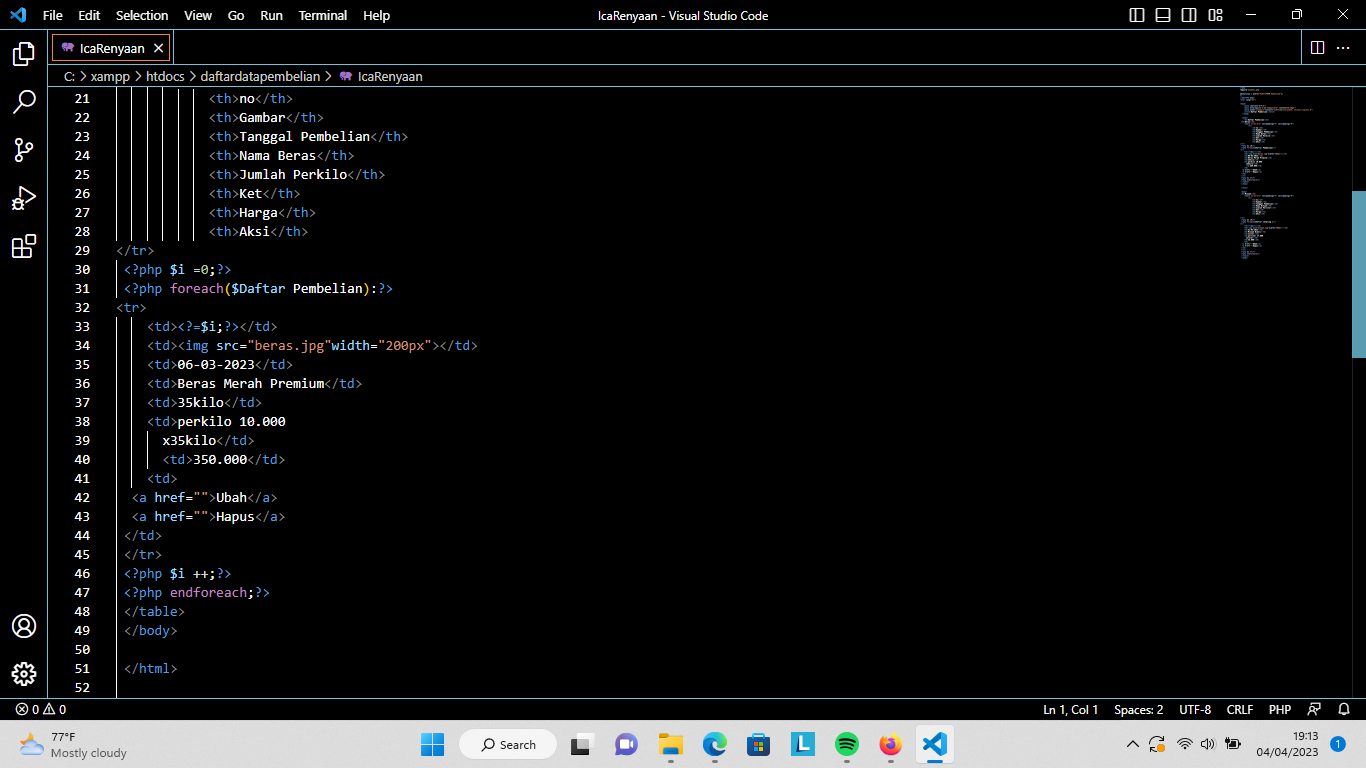 File Edit Selection View Go Run Terminal Help IcaRenyaan - Visual Studio Code
IcaRenyaan
C: > xampp > htdocs > daftardatapembelian > IcaRenyaan
21 <th>no</th>
22 <th>Gambar</th>
23 <th>Tanggal Pembelian</th>
24 <th>Nama Beras</th>
25 <th>Jumlah Perkilo</th>
26 <th>Ket</th>
27 <th>Harga</th>
28 <th>Aksi</th>
29 </tr>
30 <?php $i =0;?>
31 <?php foreach($Daftar Pembelian):?>
32 <tr>
33 <td><?=$i;?></td>
34 <td><img src="beras.jpg"width="200px"></td>
35 <td>06-03-2023</td>
36 <td>Beras Merah Premium</td>
37 <td>35kilo</td>
38 <td>perkilo 10.000
39 x35kilo</td>
40 <td>350.000</td>
41 <td>
42 <a href="">Ubah</a>
43 <a href="">Hapus</a>
44 </td>
45 </tr>
46 <?php $i ++;?>
47 <?php endforeach;?>
48 </table>
49 </body>
50
51 </html>
52
0 0 Ln 1, Col 1 Spaces: 2 UTF-8 CRLF PHP
77°F
Mostly cloudy
Search
L
19:13
04/04/2023
1